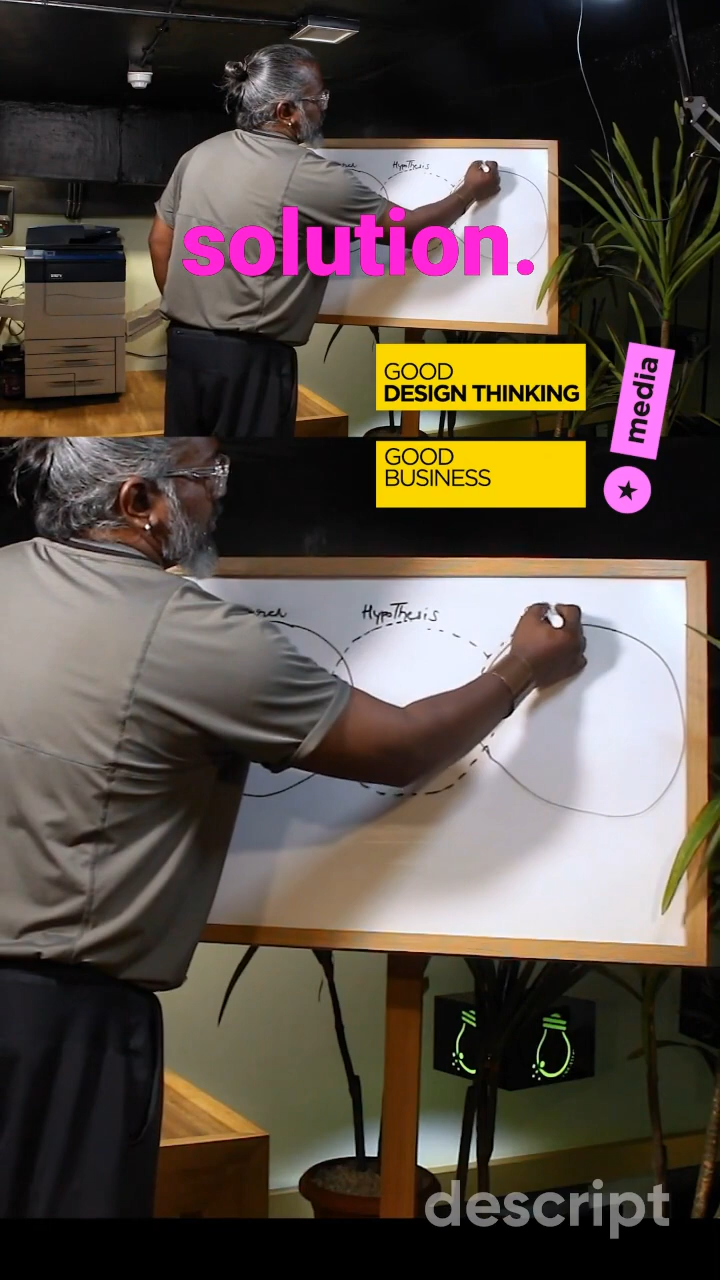 Hypothesis
solution.
GOOD
DESIGN THINKING
media
GOOD
BUSINESS
Hypothesis
descript